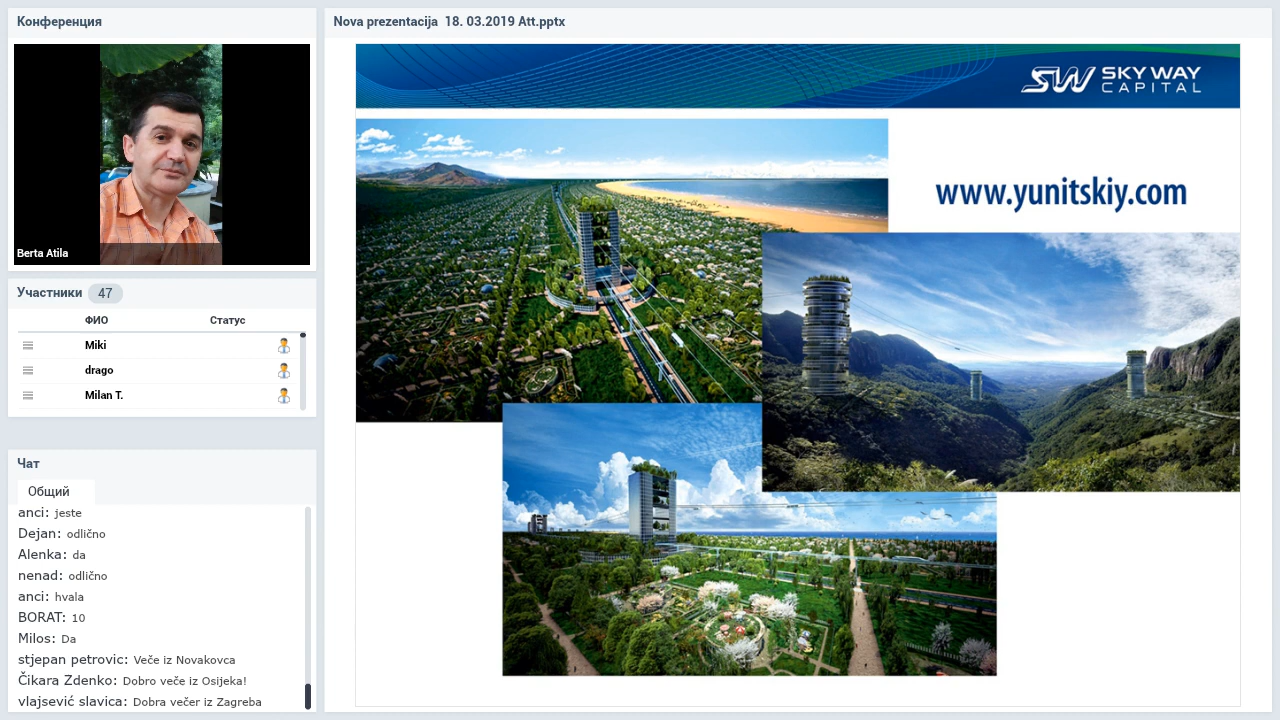 Конференция
Berta Atila
Участники 47
ФИО Статус
Miki
drago
Milan T.
Чат
Общий
anci: jeste
Dejan: odlično
Alenka: da
nenad: odlično
anci: hvala
BORAT: 10
Milos: Da
stjepan petrovic: Veče iz Novakovca
Čikara Zdenko: Dobro veče iz Osijeka!
vlajsević slavica: Dobra večer iz Zagreba
Nova prezentacija 18. 03.2019 Att.pptx
SW SKY WAY
CAPITAL
www.yunitskiy.com